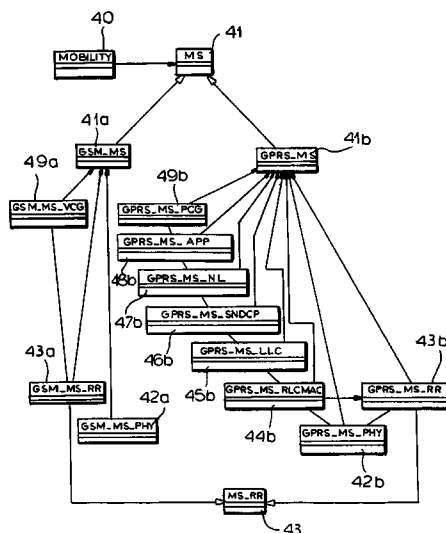 40
41
MOBILITY
MS
41a
41b
GSM_MS
GPRS_MS
49a
49b
GSM_MS_VCG
GPRS_MS_PCG
GPRS_MS_APP
48b
GPRS_MS_NL
47b
GPRS_MS_SNDCP
46b
43a
43b
GPRS_MS_LLC
45b
GSM_MS_RR
GPRS_MS_RLCMAC
GPRS_MS_RR
44b
42a
GSM_MS_PHY
GPRS_MS_PHY
42b
MS_RR
43